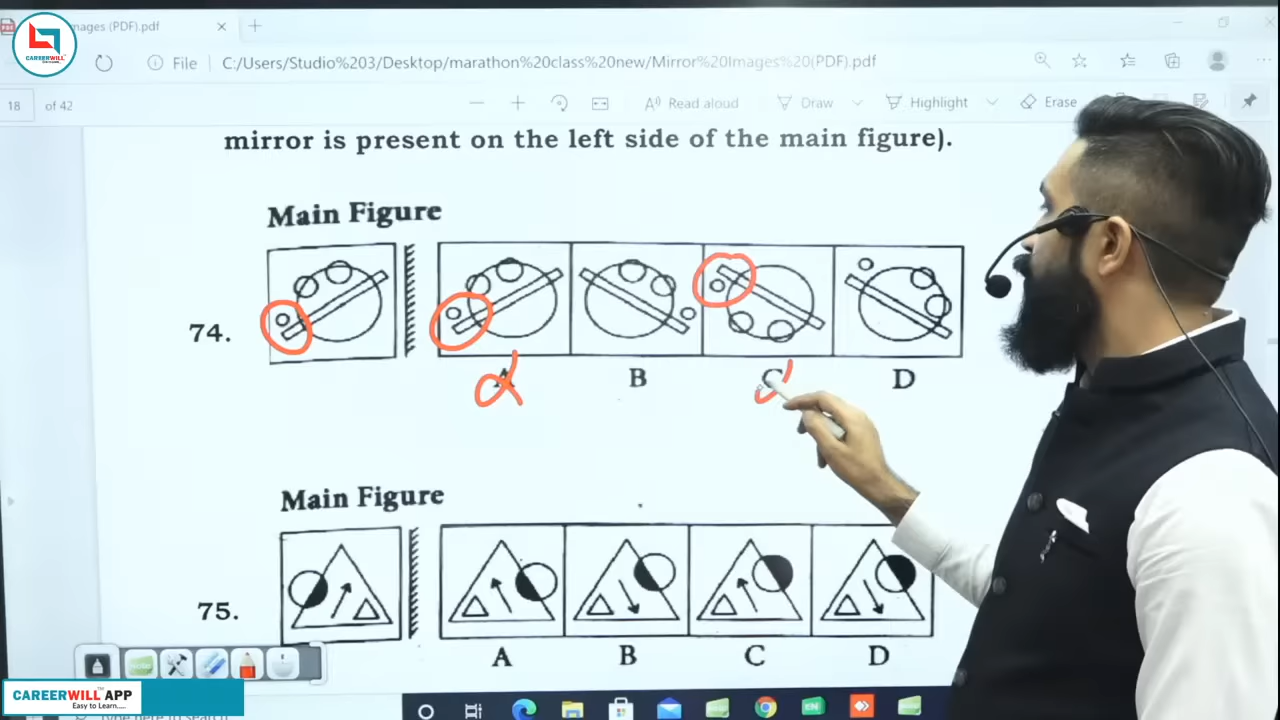 mages (PDF).pdf
CAREERWILL
File
C:/Users/Studio%203/Desktop/marathon%20class%20new/Mirror%20Images%20(PDF).pdf
18 of 42
Read aloud
Draw
Highlight
Erase
mirror is present on the left side of the main figure).
Main Figure
74.
A B C D
Main Figure
75.
A B C D
CAREERWILL APP
Easy to Learn.....